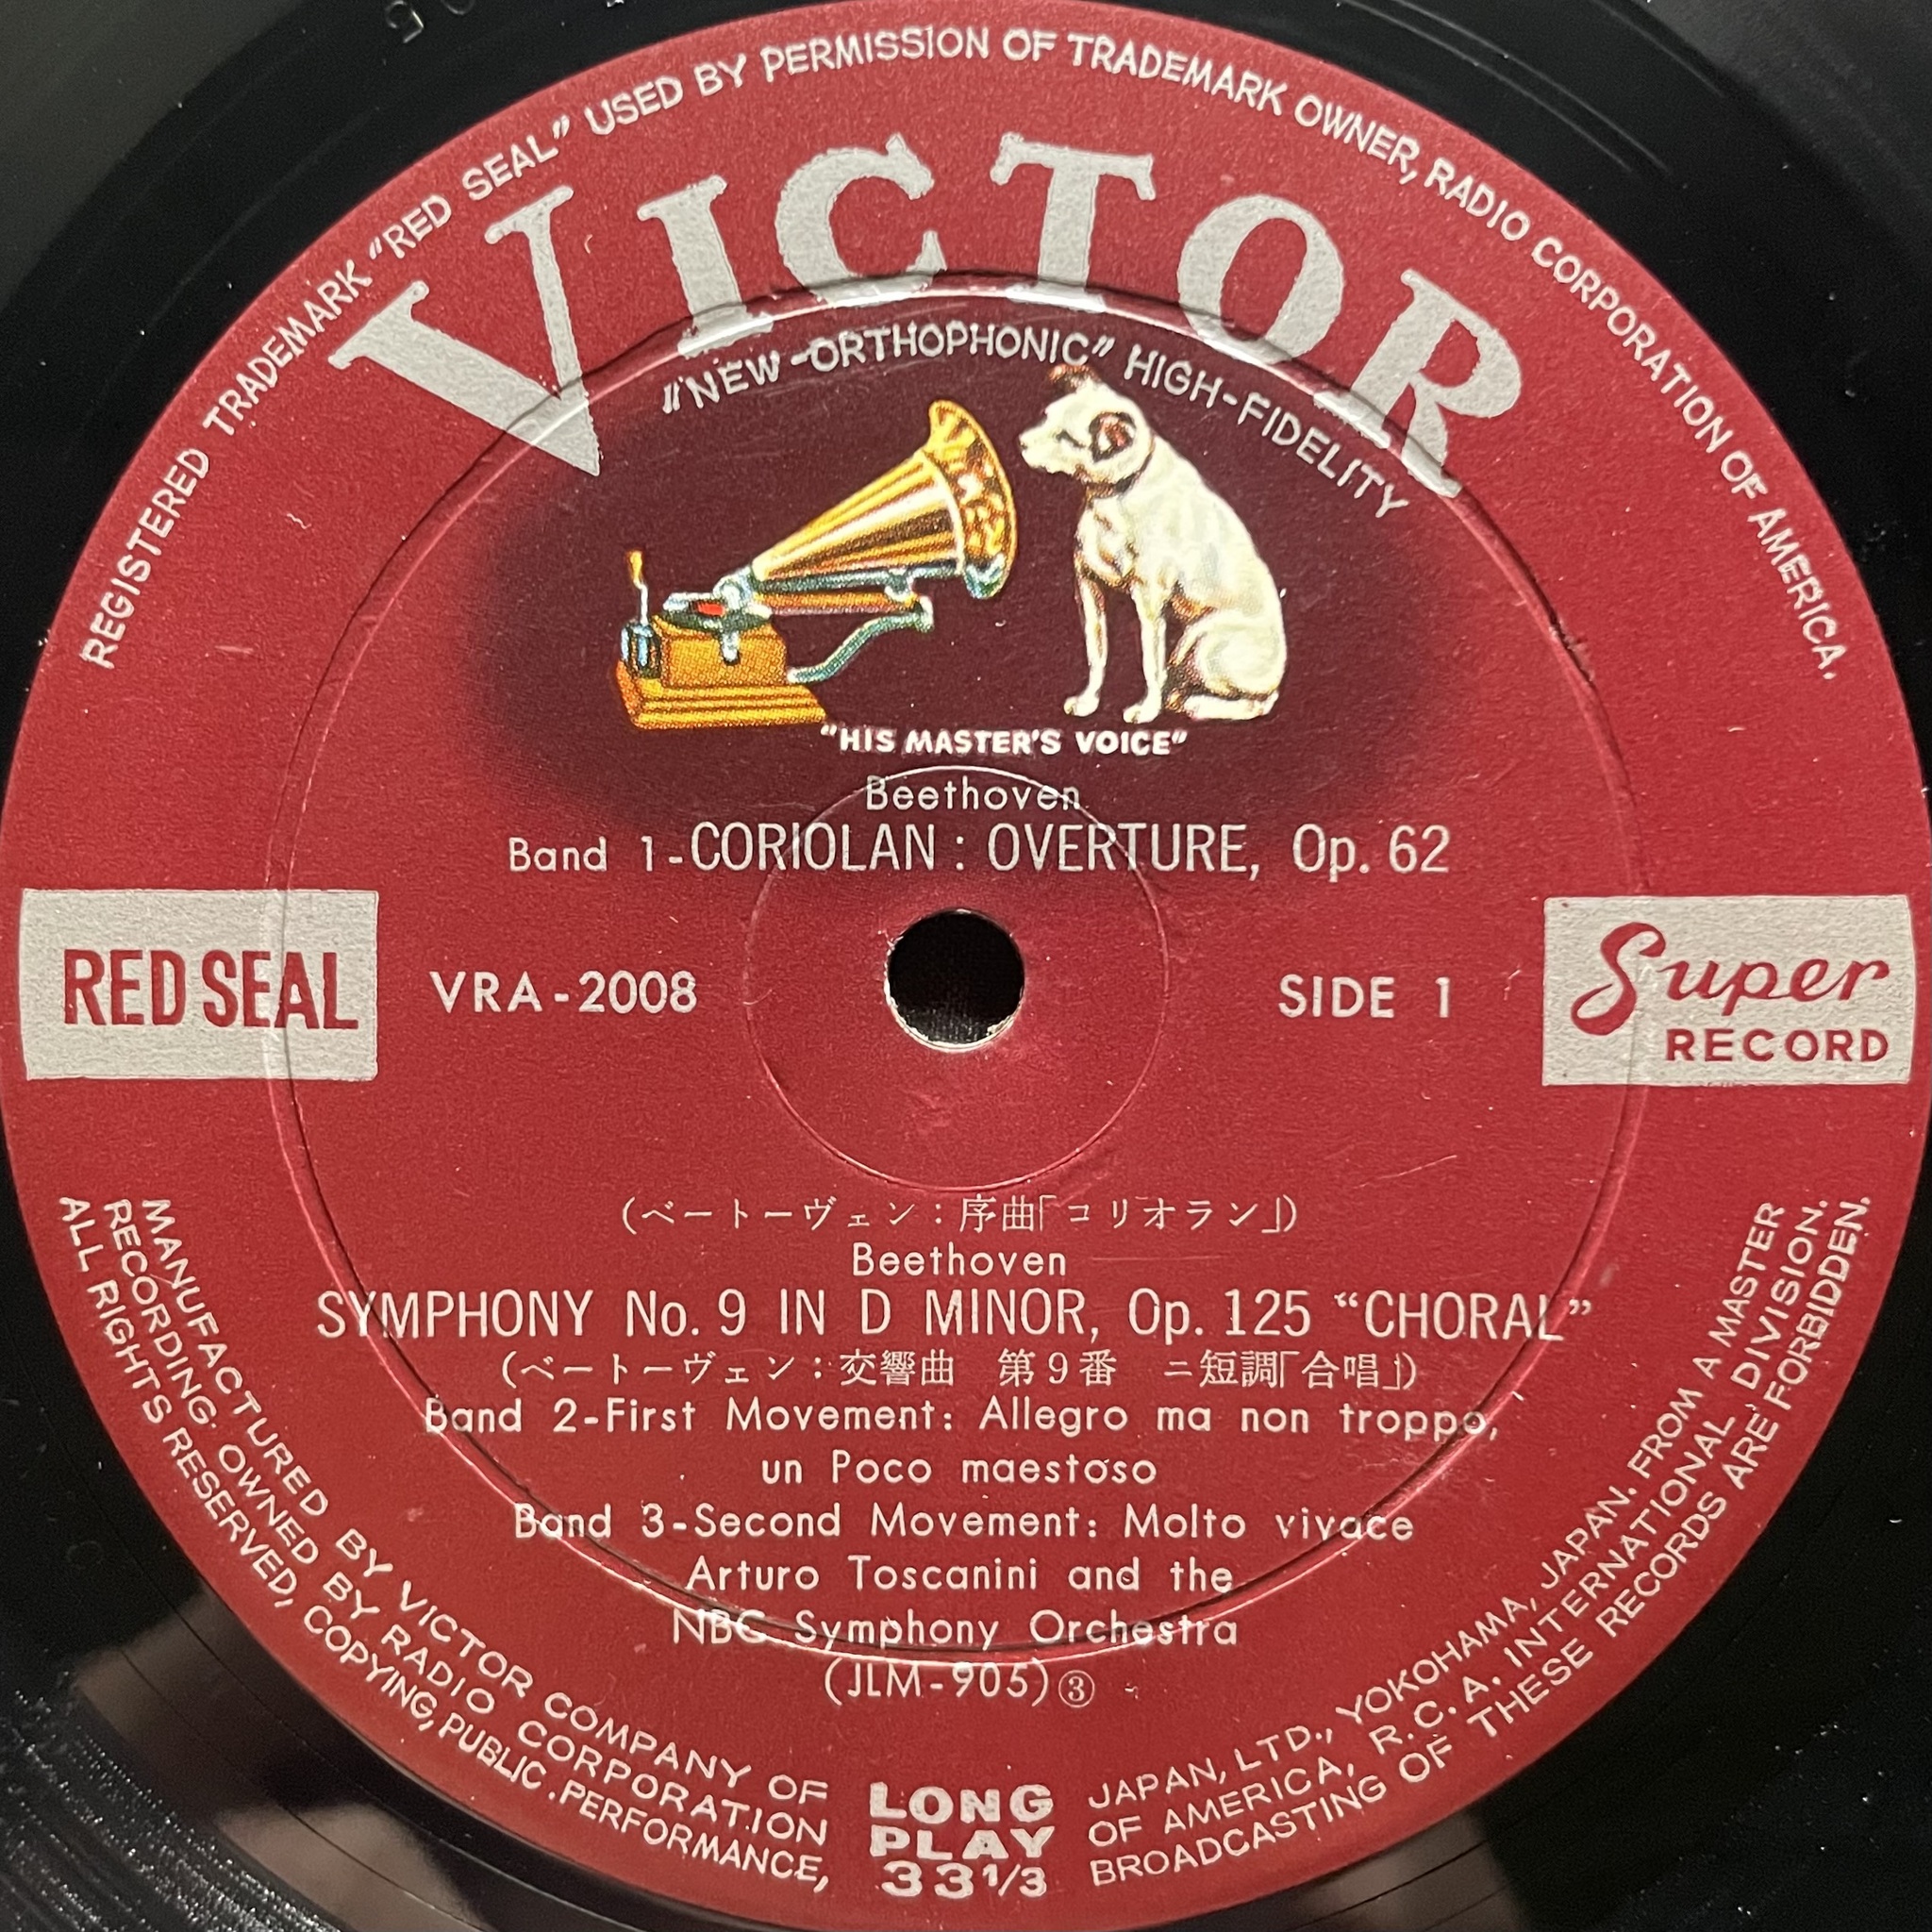 REGISTERED TRADEMARK "RED SEAL" USED BY PERMISSION OF TRADEMARK OWNER, RADIO CORPORATION OF AMERICA.
VICTOR
"NEW-ORTHOPHONIC" HIGH-FIDELITY
"HIS MASTER'S VOICE"
Beethoven
Band 1-CORIOLAN: OVERTURE, Op. 62
RED SEAL
VRA-2008
SIDE 1
Super
RECORD
(ベートーヴェン:序曲「コリオラン」)
Beethoven
SYMPHONY No. 9 IN D MINOR, Op. 125 "CHORAL"
(ベートーヴェン:交響曲 第9番 ニ短調「合唱」)
Band 2-First Movement: Allegro ma non troppo,
un Poco maestoso
Band 3-Second Movement: Molto vivace
Arturo Toscanini and the
NBC Symphony Orchestra
(JLM-905)③
MANUFACTURED BY VICTOR COMPANY OF JAPAN, LTD., YOKOHAMA, JAPAN. FROM A MASTER
RECORDING: OWNED BY RADIO CORPORATION OF AMERICA, R.C.A. INTERNATIONAL DIVISION.
ALL RIGHTS RESERVED, COPYING, PUBLIC .PERFORMANCE, BROADCASTING OF THESE RECORDS ARE FORBIDDEN.
LONG
PLAY
33 1/3